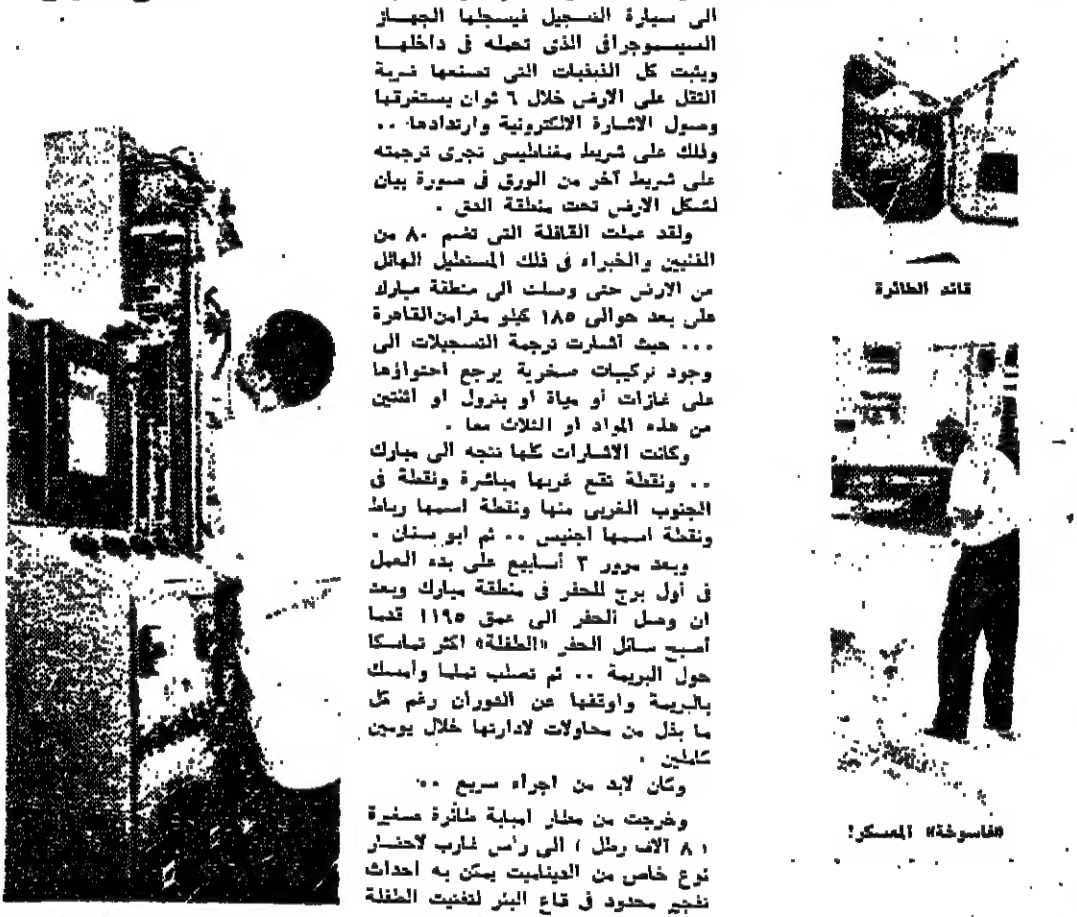 الى سيارة التسجيل فيسجلها الجهاز
السيسموجرافى الذى تحمله فى داخلها
ويثبت كل الذبذبات التى تصنعها ضربة
الثقل على الارض خلال ٦ ثوان يستغرقها
وصول الاشارة الالكترونية وارتدادها ..
وذلك على شريط مغناطيسى تجرى ترجمته
على شريط آخر من الورق فى صورة بيان
لشكل الارض تحت منطقة الدق .
ولقد عملت القافلة التى تضم ٨٠ من
الفنيين والخبراء فى ذلك المستطيل الهائل
من الارض حتى وصلت الى منطقة مبارك
على بعد حوالى ١٨٥ كيلو مترا من القاهرة
... حيث أشارت ترجمة التسجيلات الى
وجود تركيبات صخرية يرجع احتواؤها
على غازات أو مياة او بترول او اثنتين
من هذه المواد او الثلاث معا .
وكانت الاشارات كلها تتجه الى مبارك
.. ونقطة تقع غربها مباشرة ونقطة فى
الجنوب الغربى منها ونقطة اسمها رباط
ونقطة اسمها اجنيس .. ثم ابو سنان .
وبعد مرور ٣ أسابيع على بدء العمل
فى أول برج للحفر فى منطقة مبارك وبعد
ان وصل الحفر الى عمق ١١٩٥ قدما
أصبح سائل الحفر «الطفلة» اكثر تماسكا
حول البريمة .. ثم تصلب تماما وأمسك
بالبريمة واوقفها عن الدوران رغم كل
ما بذل من محاولات لادارتها خلال يومين
كاملين .
وكان لابد من اجراء سريع ..
وخرجت من مطار امبابة طائرة صغيرة
( ٨ آلاف رطل ) الى رأس غارب لاحضار
نوع خاص من الديناميت يمكن به احداث
تفجير محدود فى قاع البئر لتفتيت الطفلة
قائد الطائرة
«فاسوخة» المعسكر!